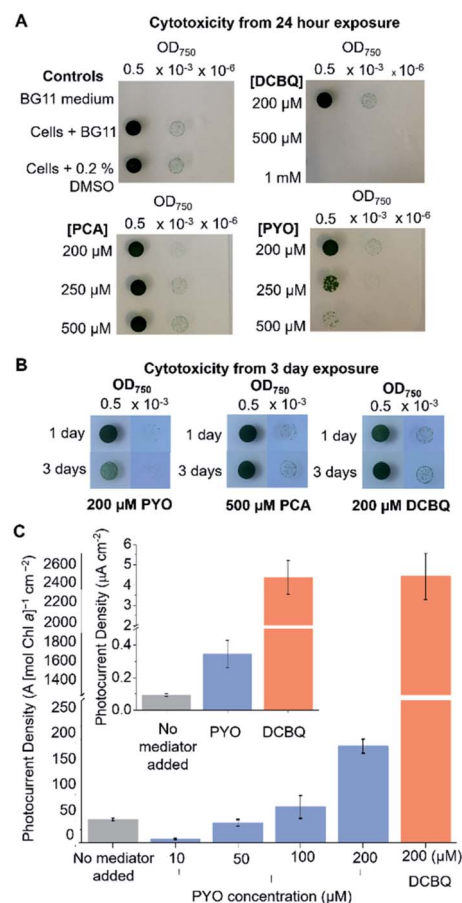 A
Cytotoxicity from 24 hour exposure
OD750
Controls 0.5 x 10⁻³ x 10⁻⁶
BG11 medium
Cells + BG11
Cells + 0.2 %
DMSO
OD750
[DCBQ] 0.5 x 10⁻³ x 10⁻⁶
200 µM
500 µM
1 mM
OD750
[PCA] 0.5 x 10⁻³ x 10⁻⁶
200 µM
250 µM
500 µM
OD750
[PYO] 0.5 x 10⁻³ x 10⁻⁶
200 µM
250 µM
500 µM
B
Cytotoxicity from 3 day exposure
OD750
0.5 x 10⁻³
1 day
3 days
200 µM PYO
OD750
0.5 x 10⁻³
1 day
3 days
500 µM PCA
OD750
0.5 x 10⁻³
1 day
3 days
200 µM DCBQ
C
Photocurrent Density (A [mol Chl a]⁻¹ cm⁻²)
2600
2400
2200
2000
1800
1600
1400
250
200
150
100
50
0
Photocurrent Density (µA cm⁻²)
6
5
4
3
2
0.4
0.2
0.0
No
mediator
added
PYO
DCBQ
No mediator
added
10
50
100
200
200 (µM)
DCBQ
PYO concentration (µM)